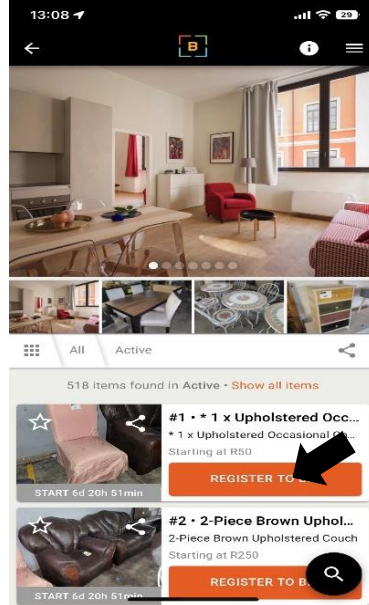 13:08
29
B
i
All Active
518 items found in Active • Show all items
#1 • * 1 x Upholstered Occ...
* 1 x Upholstered Occasional
Starting at R50
REGISTER TO
START 6d 20h 51min
#2 • 2-Piece Brown Uphol...
2-Piece Brown Upholstered Couch
Starting at R250
REGISTER TO
START 6d 20h 51min